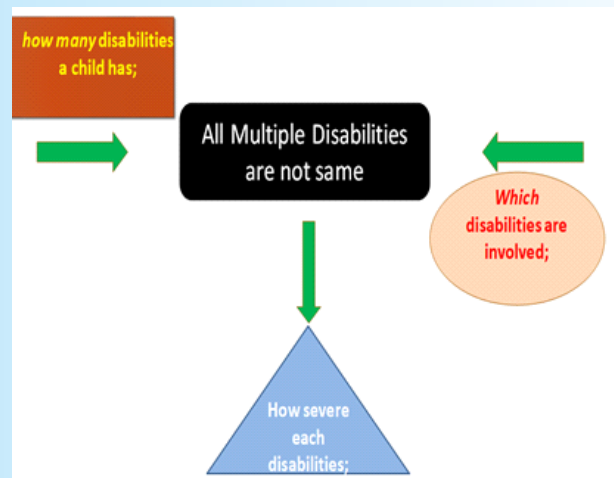 how many disabilities
a child has;
All Multiple Disabilities
are not same
Which
disabilities are
involved;
How severe
each
disabilities;